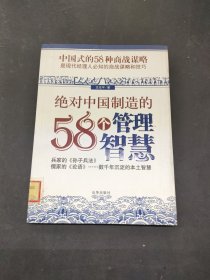 中国式的58种商战谋略
是现代经理人必知的商战谋略和技巧
绝对中国制造的
58个管理
智慧
兵家的《孙子兵法》
儒家的《论语》——数千年沉淀的本土智慧